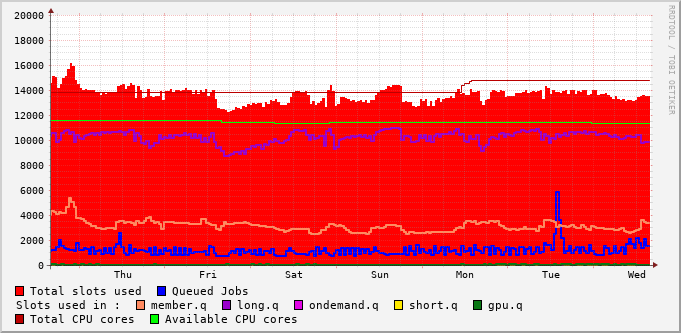 20000
18000
16000
14000
12000
10000
8000
6000
4000
2000
0
Thu Fri Sat Sun Mon Tue Wed
RRDTOOL / TOBI OETIKER
Total slots used Queued Jobs
Slots used in : member.q long.q ondemand.q short.q gpu.q
Total CPU cores Available CPU cores